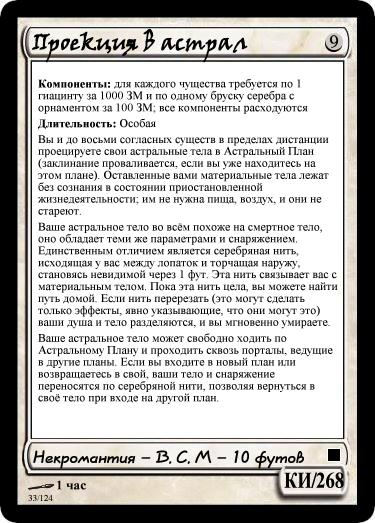 Проекция в астрал
9
Компоненты: для каждого чущества требуется по 1
гиацинту за 1000 ЗМ и по одному бруску серебра с
орнаментом за 100 ЗМ; все компоненты расходуются
Длительность: Особая
Вы и до восьми согласных существ в пределах дистанции
проецируете свои астральные тела в Астральный План
(заклинание проваливается, если вы уже находитесь на
этом плане). Оставленные вами материальные тела лежат
без сознания в состоянии приостановленной
жизнедеятельности; им не нужна пища, воздух, и они не
стареют.
Ваше астральное тело во всём похоже на смертное тело,
оно обладает теми же параметрами и снаряжением.
Единственным отличием является серебряная нить,
исходящая у вас между лопаток и торчащая наружу,
становясь невидимой через 1 фут. Эта нить связывает вас с
материальным телом. Пока эта нить цела, вы можете найти
путь домой. Если нить перерезать (это могут сделать
только эффекты, явно указывающие, что они могут это)
ваши душа и тело разделяются, и вы мгновенно умираете.
Ваше астральное тело может свободно ходить по
Астральному Плану и проходить сквозь порталы, ведущие
в другие планы. Если вы входите в новый план или
возвращаетесь в свой, ваши тело и снаряжение
переносятся по серебряной нити, позволяя вернуться в
своё тело при входе на другой план.
Некромантия – В, С, М – 10 футов
КИ/268
1 час
33/124